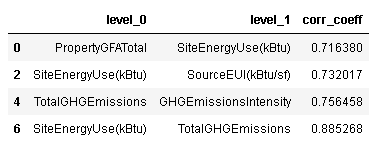 level_0 level_1 corr_coeff
0 PropertyGFATotal SiteEnergyUse(kBtu) 0.716380
2 SiteEnergyUse(kBtu) SourceEUI(kBtu/sf) 0.732017
4 TotalGHGEmissions GHGEmissionsIntensity 0.756458
6 SiteEnergyUse(kBtu) TotalGHGEmissions 0.885268